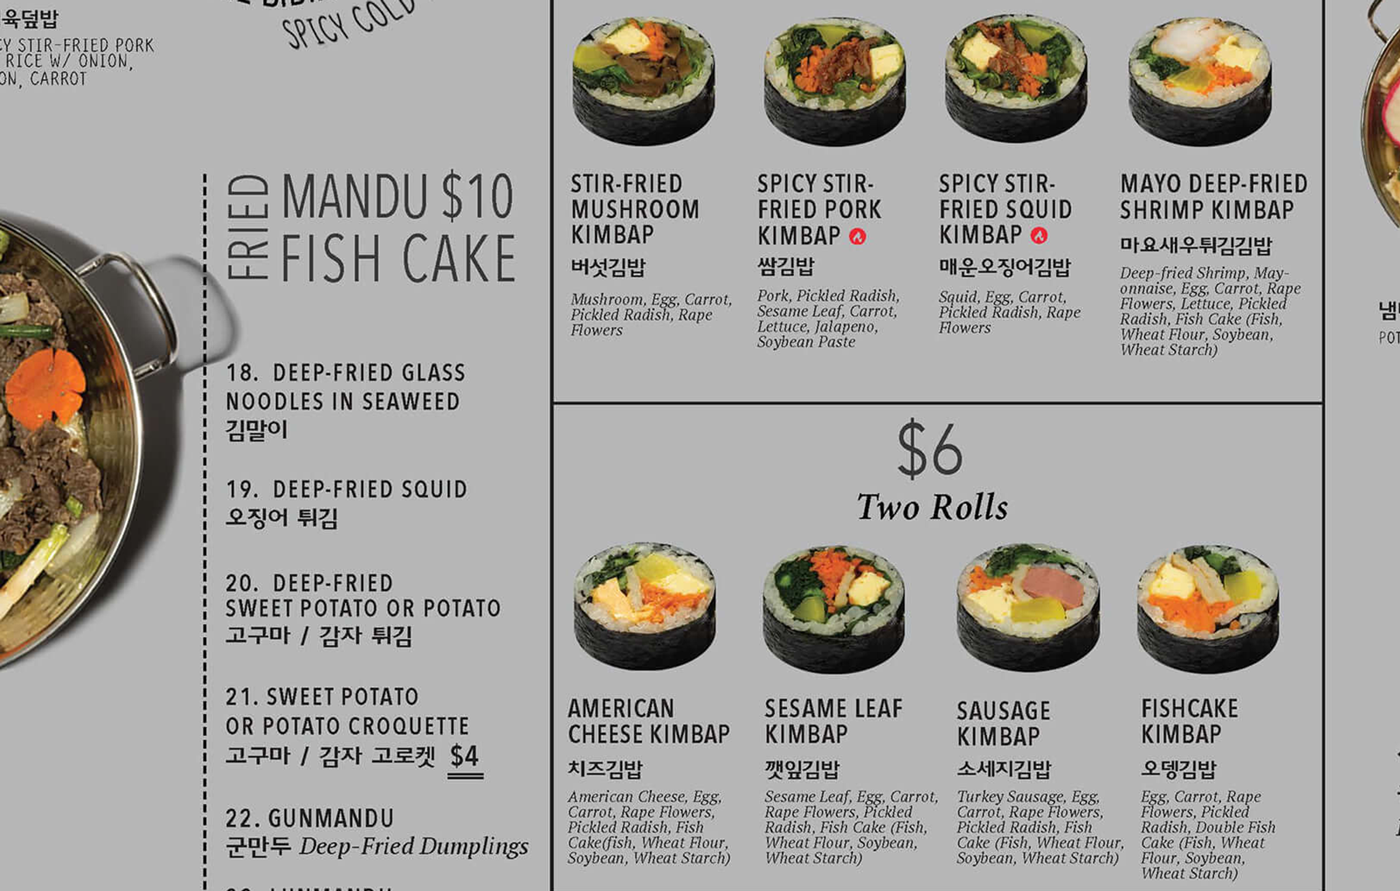 육덮밥
CY STIR-FRIED PORK
RICE W/ ONION,
ON, CARROT
SPICY COLD
FRIED
MANDU $10
FISH CAKE
18. DEEP-FRIED GLASS
NOODLES IN SEAWEED
김말이
19. DEEP-FRIED SQUID
오징어 튀김
20. DEEP-FRIED
SWEET POTATO OR POTATO
고구마 / 감자 튀김
21. SWEET POTATO
OR POTATO CROQUETTE
고구마 / 감자 고로켓 $4
22. GUNMANDU
군만두 Deep-Fried Dumplings
STIR-FRIED
MUSHROOM
KIMBAP
버섯김밥
Mushroom, Egg, Carrot,
Pickled Radish, Rape
Flowers
SPICY STIR-
FRIED PORK
KIMBAP
쌈김밥
Pork, Pickled Radish,
Sesame Leaf, Carrot,
Lettuce, Jalapeno,
Soybean Paste
SPICY STIR-
FRIED SQUID
KIMBAP
매운오징어김밥
Squid, Egg, Carrot,
Pickled Radish, Rape
Flowers
MAYO DEEP-FRIED
SHRIMP KIMBAP
마요새우튀김김밥
Deep-fried Shrimp, May-
onnaise, Egg, Carrot, Rape
Flowers, Lettuce, Pickled
Radish, Fish Cake (Fish,
Wheat Flour, Soybean,
Wheat Starch)
$6
Two Rolls
AMERICAN
CHEESE KIMBAP
치즈김밥
American Cheese, Egg,
Carrot, Rape Flowers,
Pickled Radish, Fish
Cake(fish, Wheat Flour,
Soybean, Wheat Starch)
SESAME LEAF
KIMBAP
깻잎김밥
Sesame Leaf, Egg, Carrot,
Rape Flowers, Pickled
Radish, Fish Cake (Fish,
Wheat Flour, Soybean,
Wheat Starch)
SAUSAGE
KIMBAP
소세지김밥
Turkey Sausage, Egg,
Carrot, Rape Flowers,
Pickled Radish, Fish
Cake (Fish, Wheat Flour,
Soybean, Wheat Starch)
FISHCAKE
KIMBAP
오뎅김밥
Egg, Carrot, Rape
Flowers, Pickled
Radish, Double Fish
Cake (Fish, Wheat
Flour, Soybean,
Wheat Starch)
POT